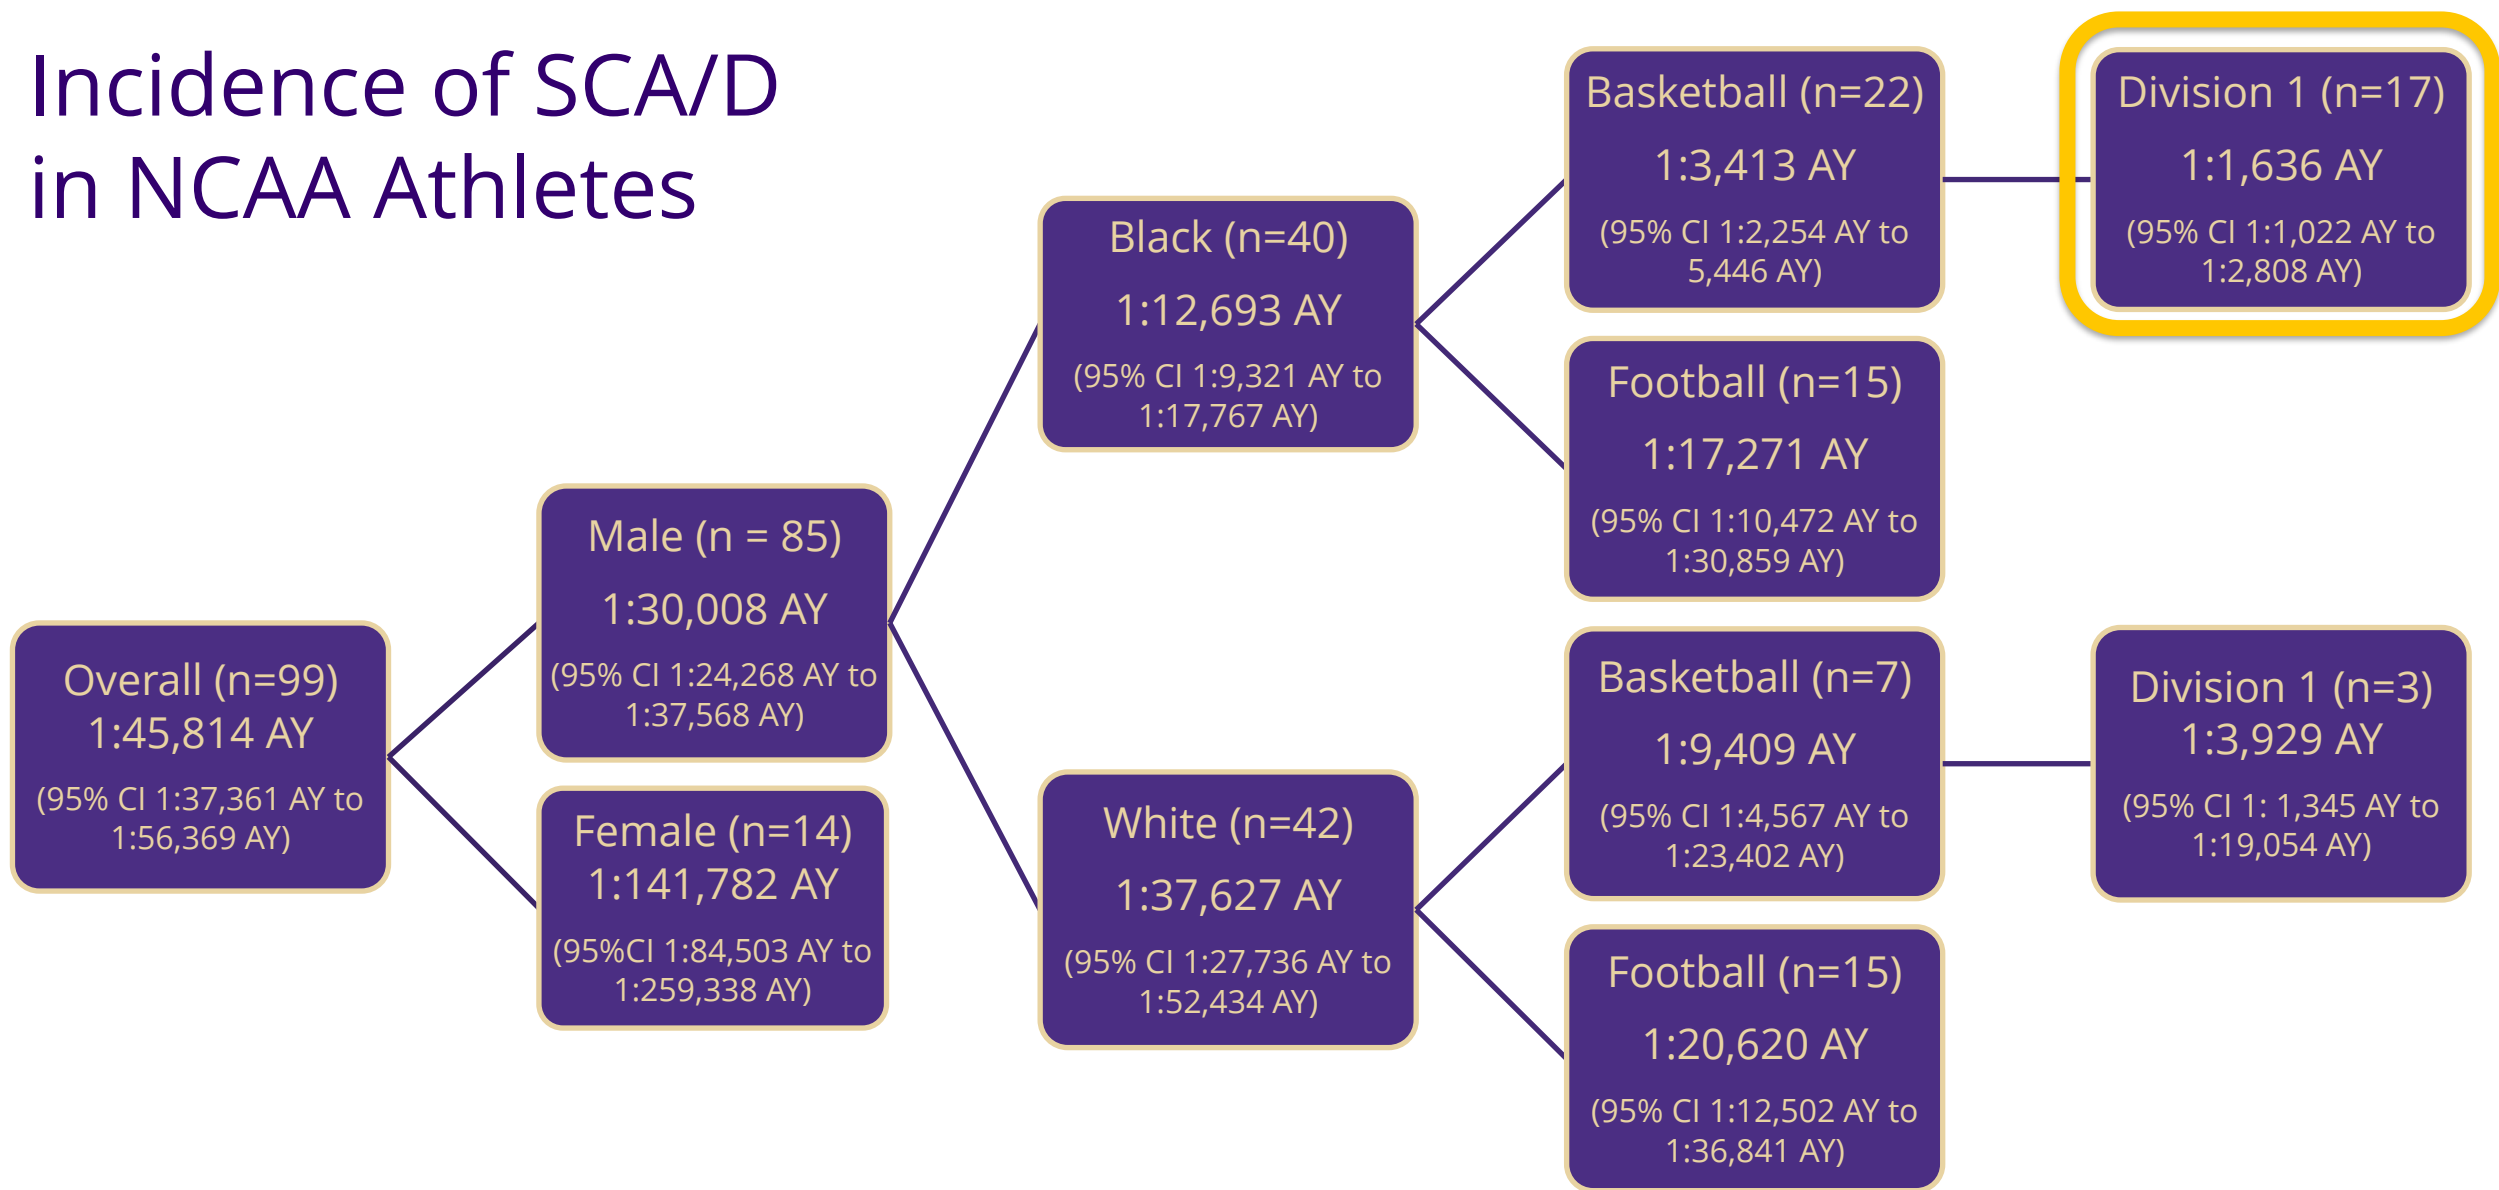 Incidence of SCA/D
in NCAA Athletes
Overall (n=99)
1:45,814 AY
(95% CI 1:37,361 AY to
1:56,369 AY)
Male (n = 85)
1:30,008 AY
(95% CI 1:24,268 AY to
1:37,568 AY)
Female (n=14)
1:141,782 AY
(95%CI 1:84,503 AY to
1:259,338 AY)
Black (n=40)
1:12,693 AY
(95% CI 1:9,321 AY to
1:17,767 AY)
White (n=42)
1:37,627 AY
(95% CI 1:27,736 AY to
1:52,434 AY)
Basketball (n=22)
1:3,413 AY
(95% CI 1:2,254 AY to
5,446 AY)
Football (n=15)
1:17,271 AY
(95% CI 1:10,472 AY to
1:30,859 AY)
Basketball (n=7)
1:9,409 AY
(95% CI 1:4,567 AY to
1:23,402 AY)
Football (n=15)
1:20,620 AY
(95% CI 1:12,502 AY to
1:36,841 AY)
Division 1 (n=17)
1:1,636 AY
(95% CI 1:1,022 AY to
1:2,808 AY)
Division 1 (n=3)
1:3,929 AY
(95% CI 1: 1,345 AY to
1:19,054 AY)